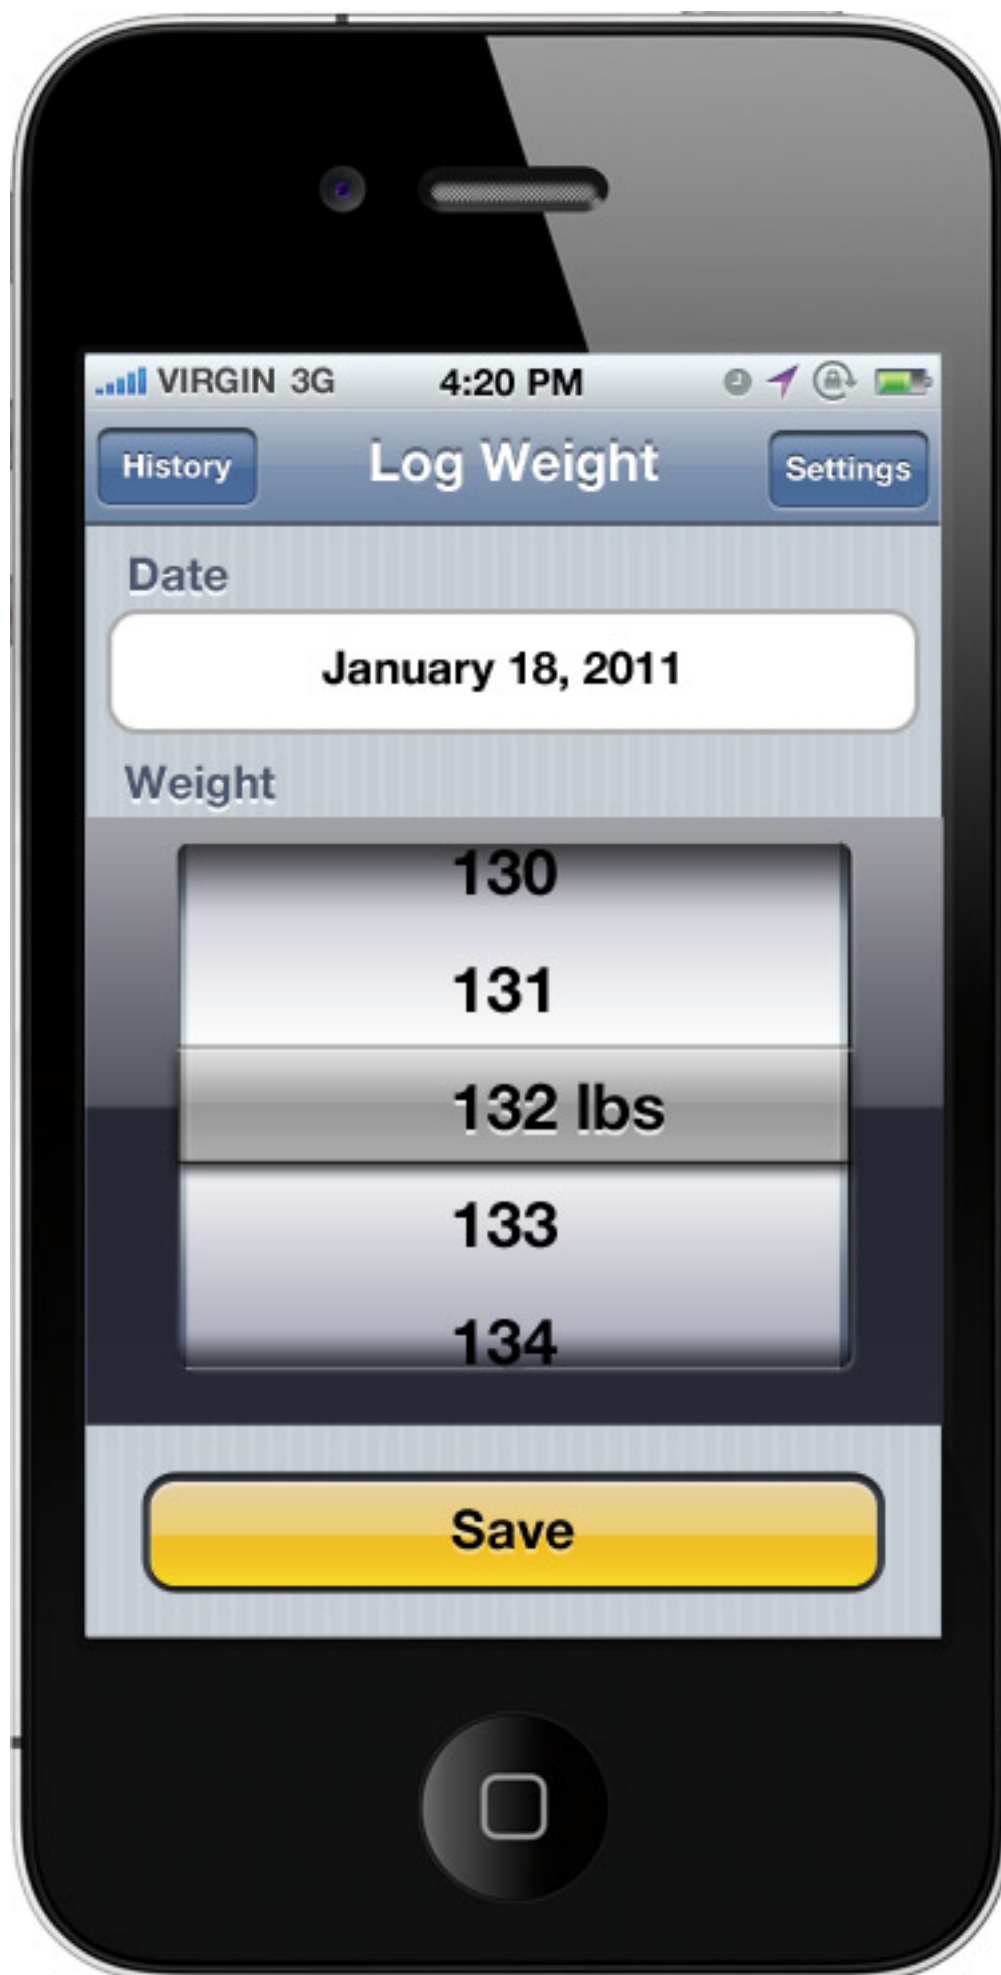 VIRGIN 3G 4:20 PM
History Log Weight Settings
Date
January 18, 2011
Weight
130
131
132 lbs
133
134
Save